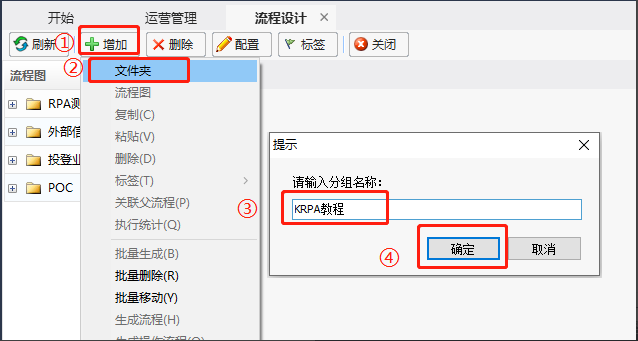 开始 运营管理 流程设计 ×
① 刷新 增加 删除 配置 标签 关闭
②
流程图
RPA测
外部信
投登业
POC
文件夹
流程图
复制(C)
粘贴(V)
删除(D)
标签(T)
关联父流程(P)
执行统计(Q)
批量生成(B)
批量删除(R)
批量移动(Y)
生成流程(H)
提示
请输入分组名称:
③ KRPA教程
④ 确定 取消